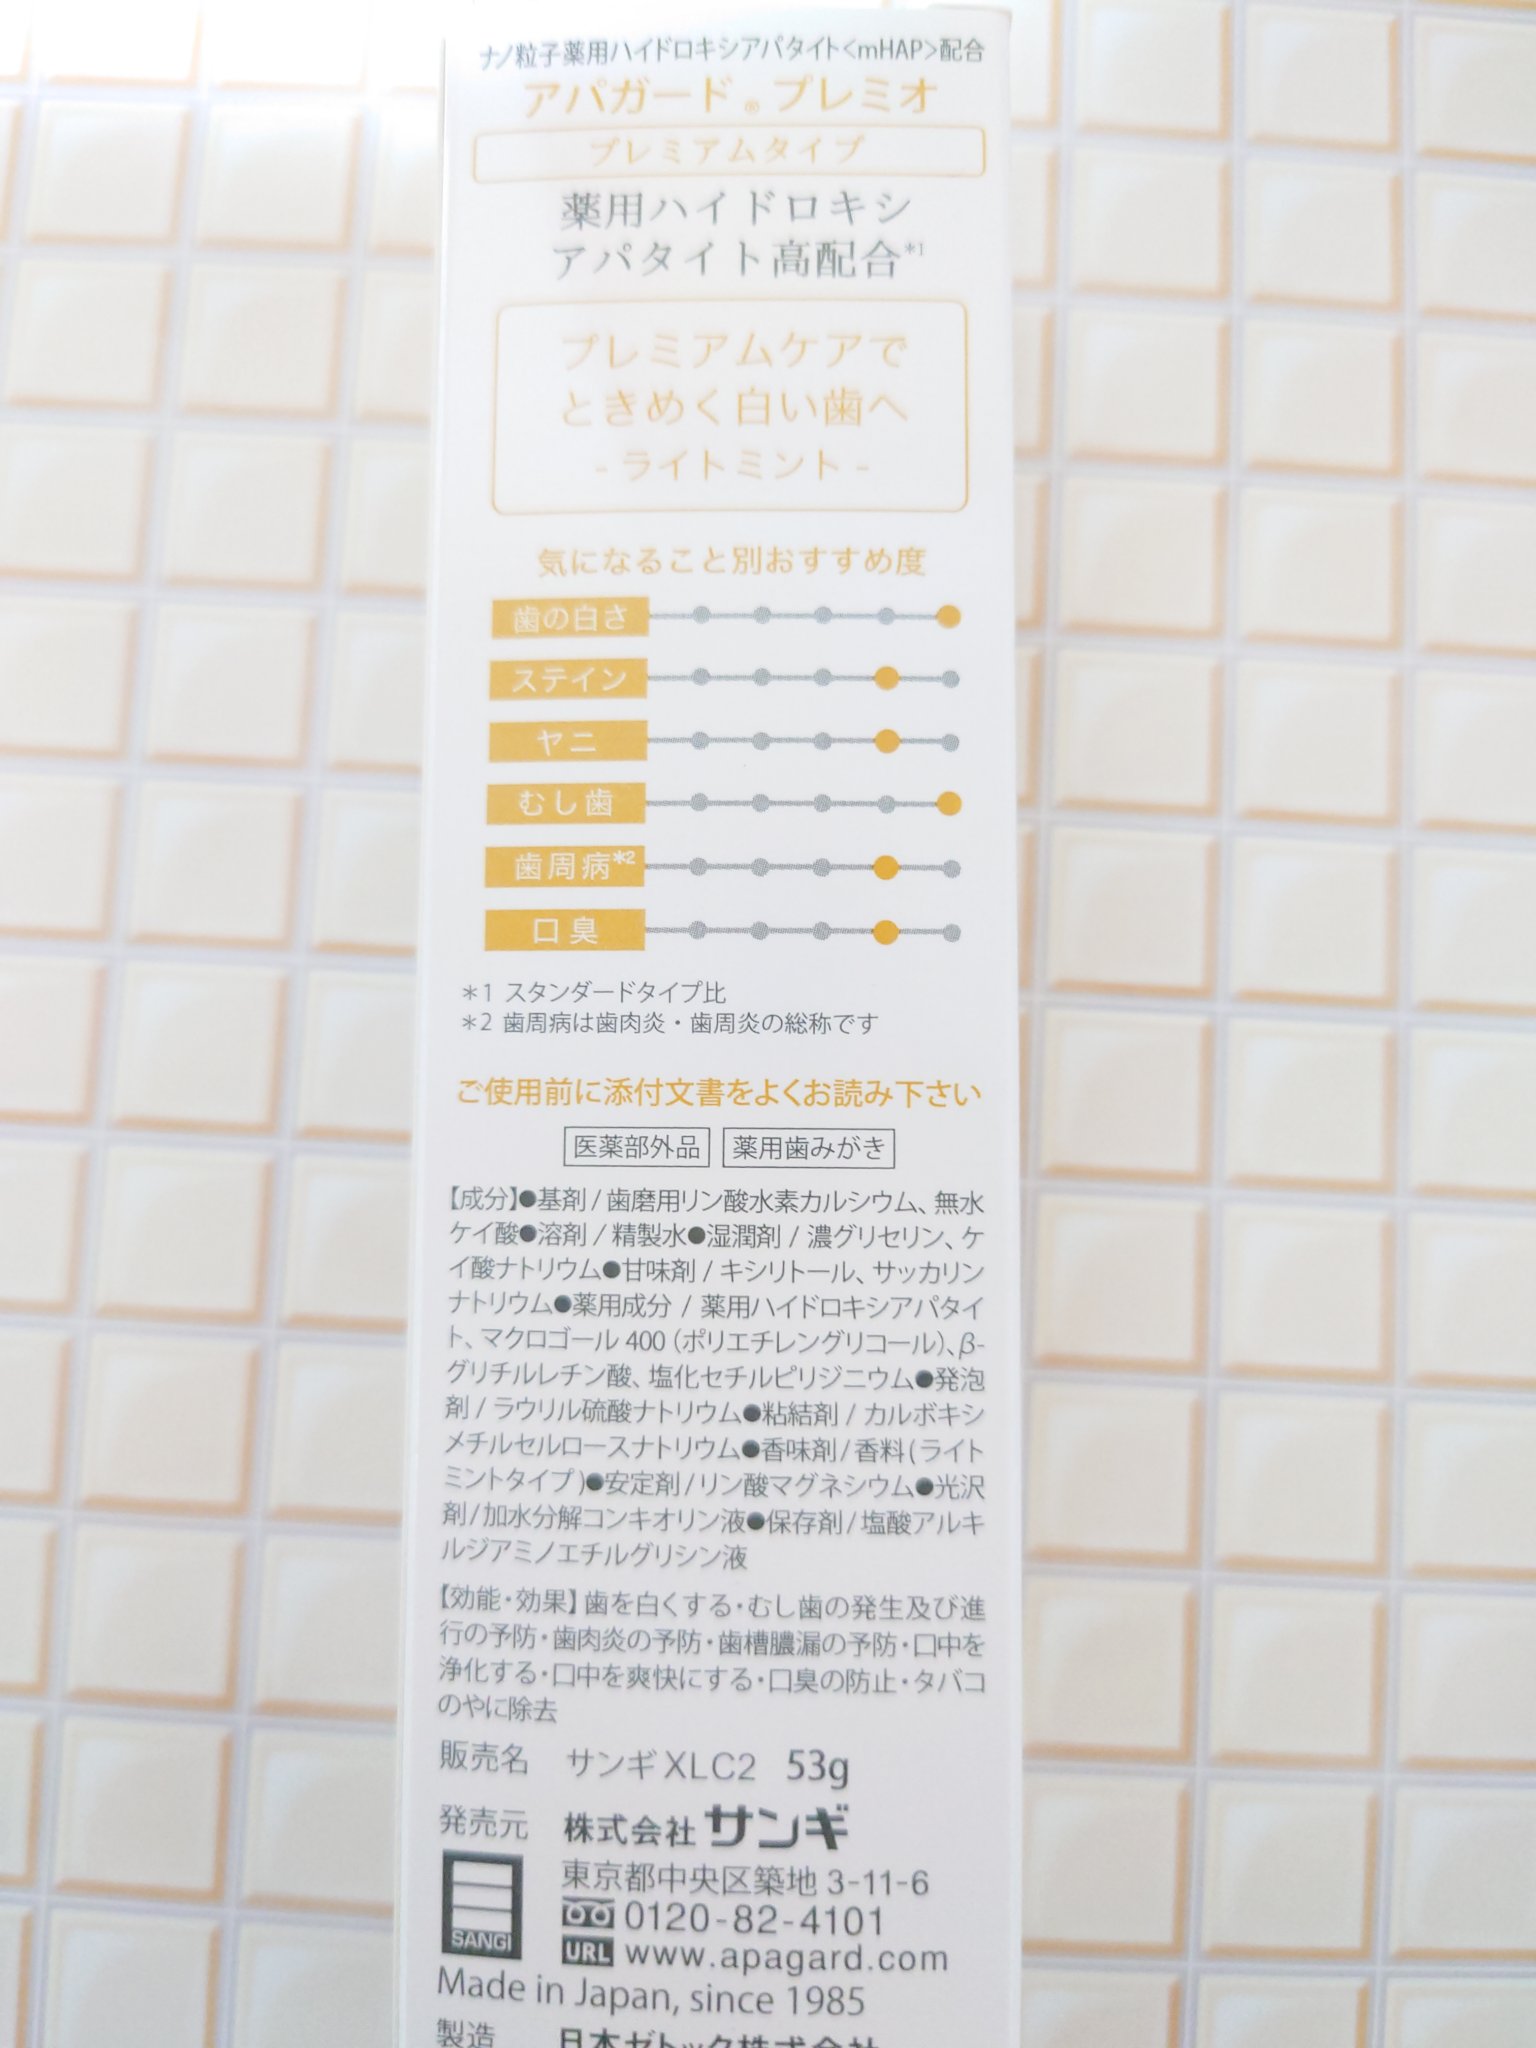 ナノ粒子薬用ハイドロキシアパタイト<mHAP>配合
アパガード®プレミオ
プレミアムタイプ
薬用ハイドロキシ
アパタイト高配合*1
プレミアムケアで
ときめく白い歯へ
- ライトミント -
気になること別おすすめ度
歯の白さ
ステイン
ヤニ
むし歯
歯周病*2
口臭
*1 スタンダードタイプ比
*2 歯周病は歯肉炎・歯周炎の総称です
ご使用前に添付文書をよくお読み下さい
医薬部外品 薬用歯みがき
【成分】●基剤/歯磨用リン酸水素カルシウム、無水
ケイ酸●溶剤/精製水●湿潤剤/濃グリセリン、ケ
イ酸ナトリウム●甘味剤/キシリトール、サッカリン
ナトリウム●薬用成分/薬用ハイドロキシアパタイ
ト、マクロゴール400(ポリエチレングリコール)、β-
グリチルレチン酸、塩化セチルピリジニウム●発泡
剤/ラウリル硫酸ナトリウム●粘結剤/カルボキシ
メチルセルロースナトリウム●香味剤/香料(ライト
ミントタイプ)●安定剤/リン酸マグネシウム●光沢
剤/加水分解コンキオリン液●保存剤/塩酸アルキ
ルジアミノエチルグリシン液
【効能・効果】歯を白くする・むし歯の発生及び進
行の予防・歯肉炎の予防・歯槽膿漏の予防・口中を
浄化する・口中を爽快にする・口臭の防止・タバコ
のやに除去
販売名 サンギXLC2 53g
発売元 株式会社サンギ
東京都中央区築地 3-11-6
0120-82-4101
SANGI
URL www.apagard.com
Made in Japan, since 1985
製造 日本ゼトック株式会社